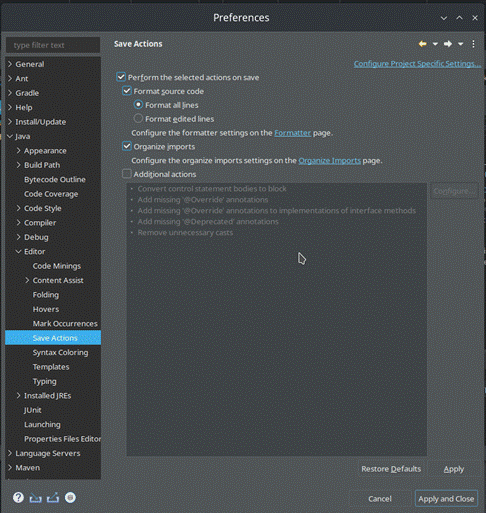 Preferences
type filter text
Save Actions
General
Ant
Gradle
Help
Install/Update
Java
Appearance
Build Path
Bytecode Outline
Code Coverage
Code Style
Compiler
Debug
Editor
Code Minings
Content Assist
Folding
Hovers
Mark Occurrences
Save Actions
Syntax Coloring
Templates
Typing
Installed JREs
JUnit
Launching
Properties Files Editor
Language Servers
Maven
Configure Project Specific Settings...
Perform the selected actions on save
Format source code
Format all lines
Format edited lines
Configure the formatter settings on the Formatter page.
Organize imports
Configure the organize imports settings on the Organize Imports page.
Additional actions
• Convert control statement bodies to block
• Add missing '@Override' annotations
• Add missing '@Override' annotations to implementations of interface methods
• Add missing '@Deprecated' annotations
• Remove unnecessary casts
Configure...
Restore Defaults
Apply
Cancel
Apply and Close